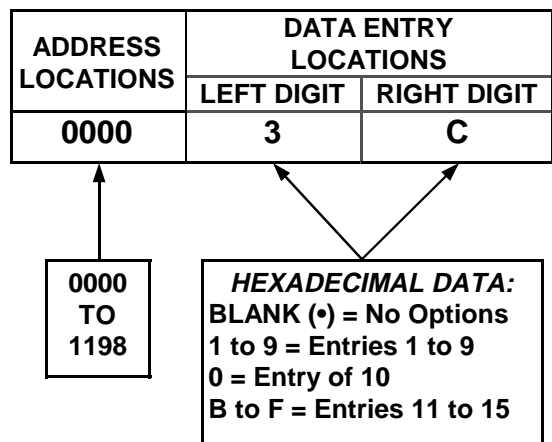 ADDRESS
LOCATIONS
DATA ENTRY
LOCATIONS
LEFT DIGIT RIGHT DIGIT
0000 3 C
0000
TO
1198
HEXADECIMAL DATA:
BLANK (•) = No Options
1 to 9 = Entries 1 to 9
0 = Entry of 10
B to F = Entries 11 to 15